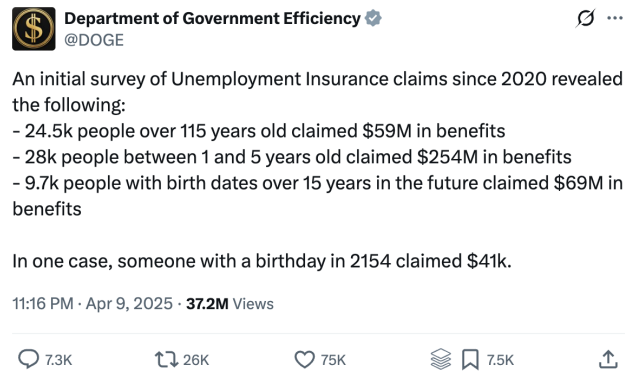 Department of Government Efficiency
@DOGE
An initial survey of Unemployment Insurance claims since 2020 revealed
the following:
- 24.5k people over 115 years old claimed $59M in benefits
- 28k people between 1 and 5 years old claimed $254M in benefits
- 9.7k people with birth dates over 15 years in the future claimed $69M in
benefits
In one case, someone with a birthday in 2154 claimed $41k.
11:16 PM · Apr 9, 2025 · 37.2M Views
7.3K 26K 75K 7.5K